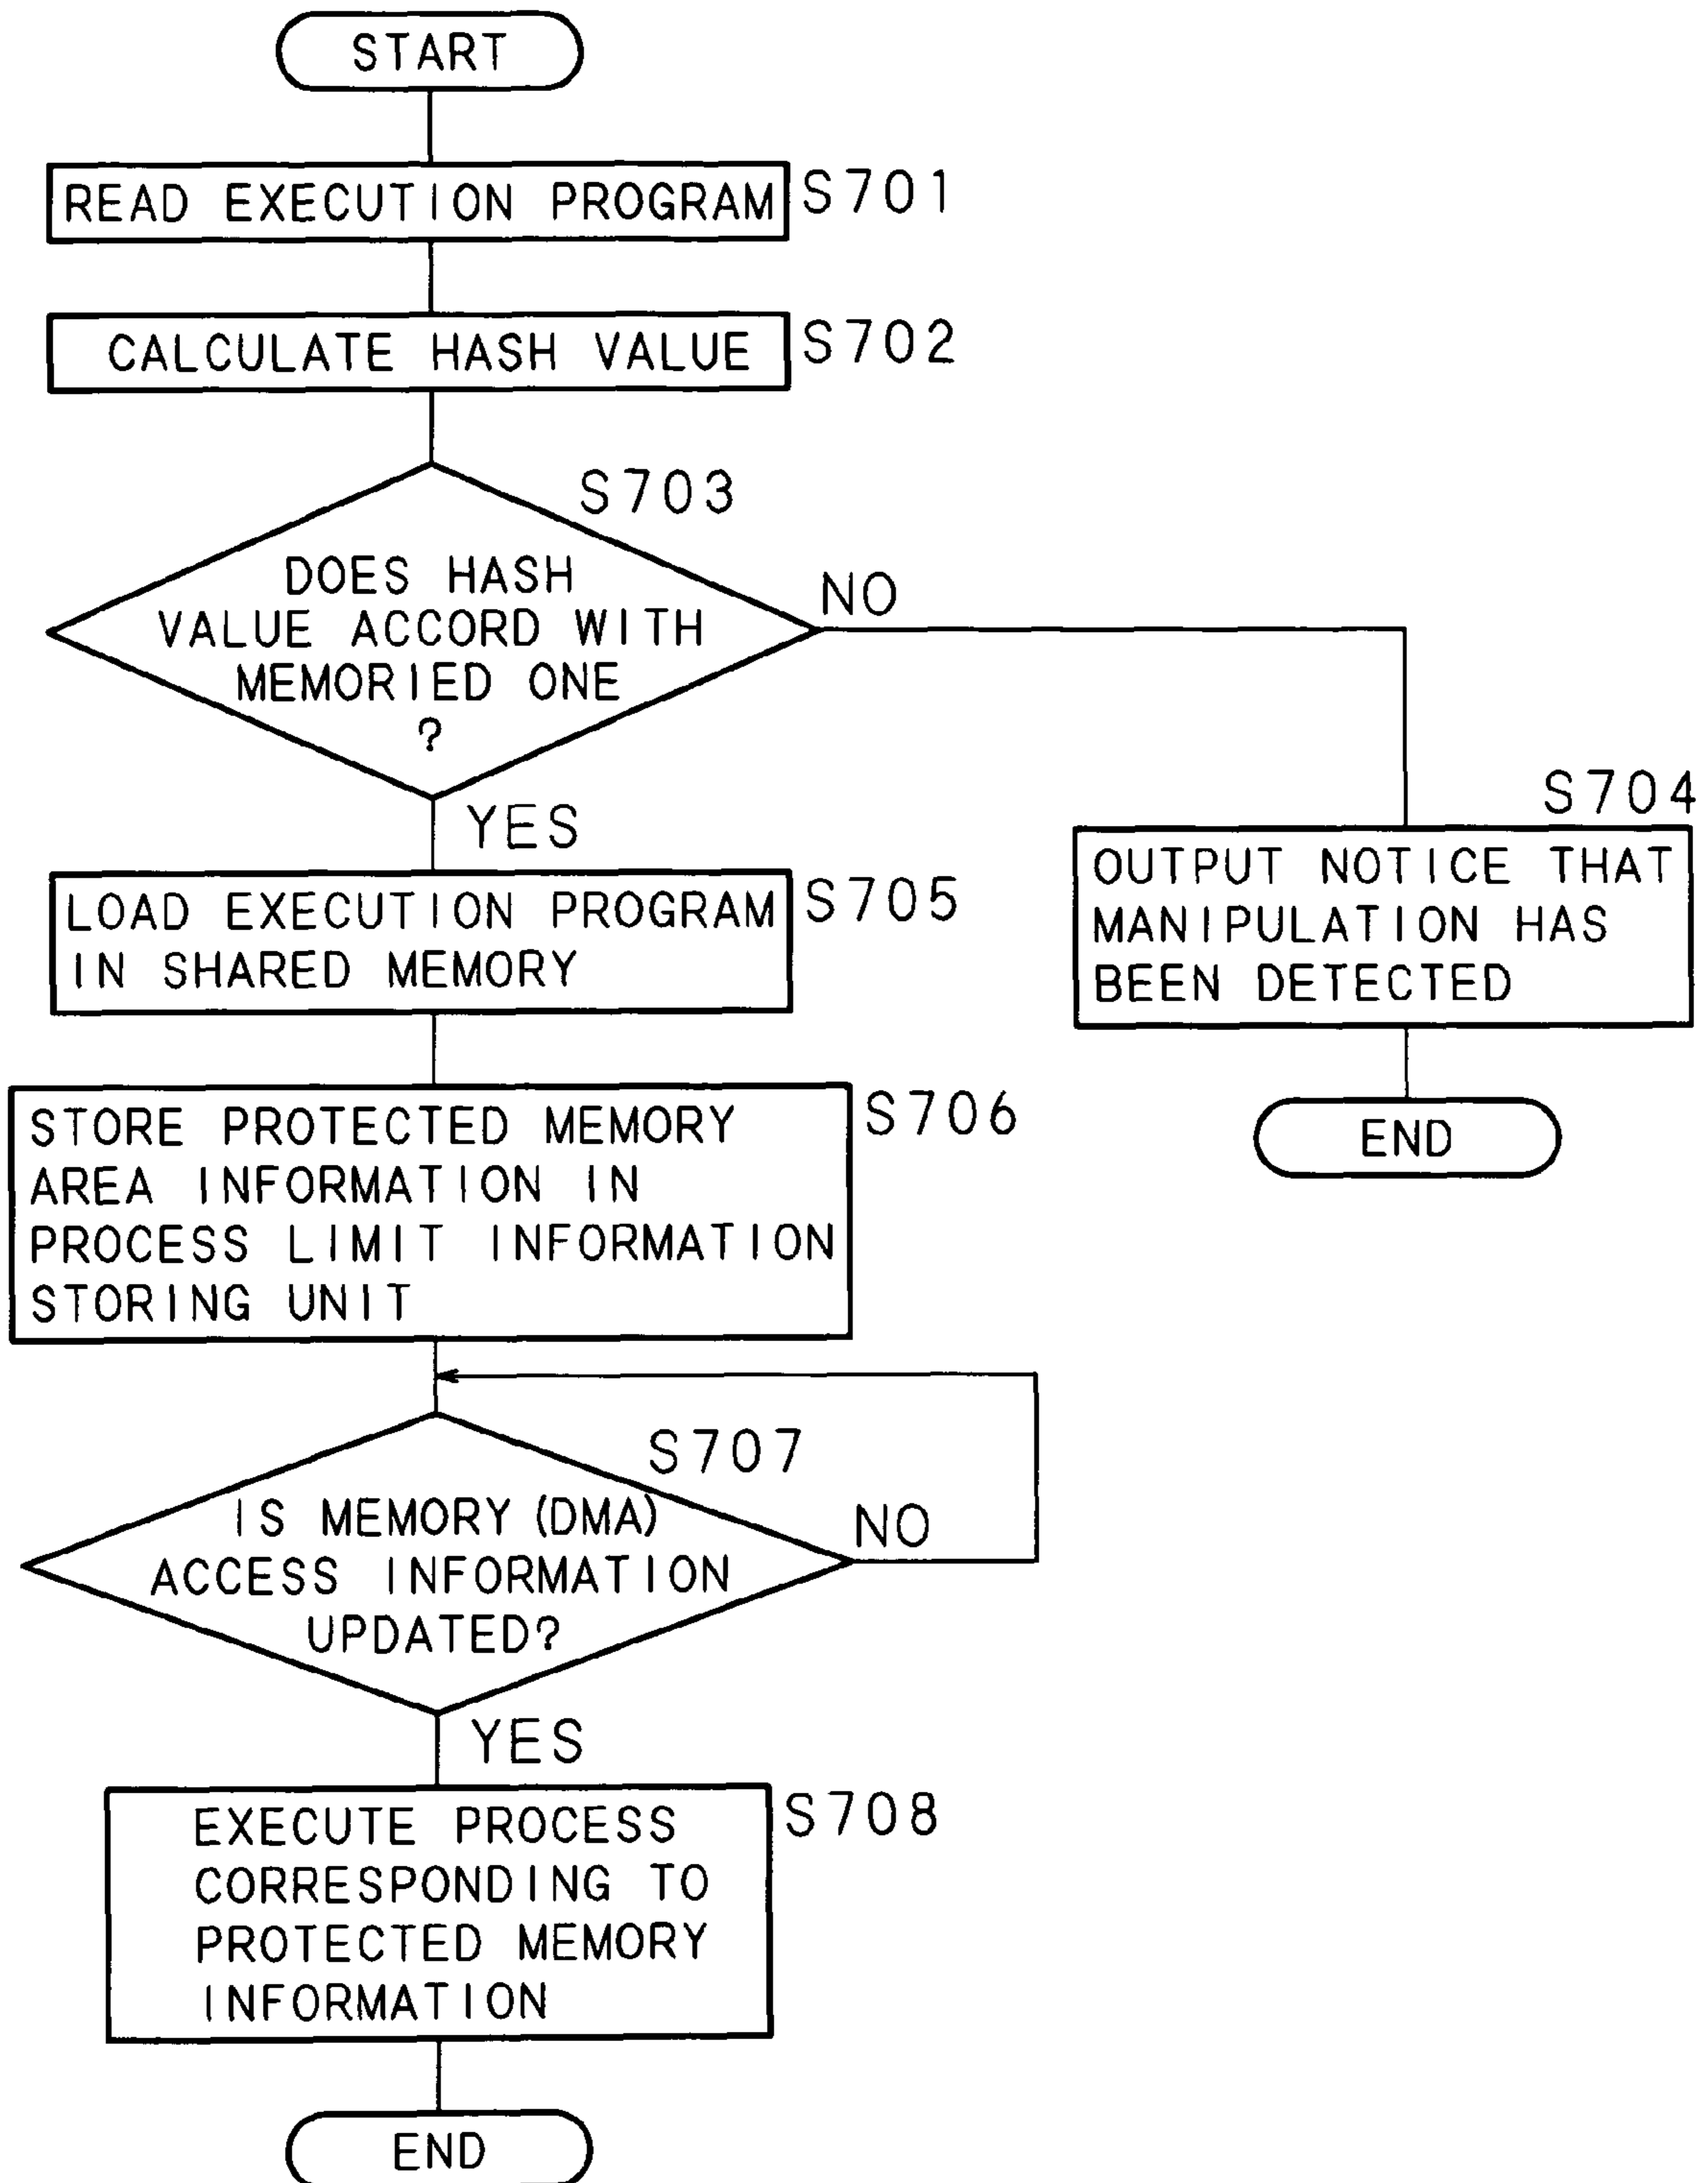 START
READ EXECUTION PROGRAM S701
CALCULATE HASH VALUE S702
S703
DOES HASH
VALUE ACCORD WITH
MEMORIED ONE
?
NO
YES
S704
OUTPUT NOTICE THAT
MANIPULATION HAS
BEEN DETECTED
END
LOAD EXECUTION PROGRAM S705
IN SHARED MEMORY
STORE PROTECTED MEMORY S706
AREA INFORMATION IN
PROCESS LIMIT INFORMATION
STORING UNIT
S707
IS MEMORY (DMA)
ACCESS INFORMATION
UPDATED?
NO
YES
EXECUTE PROCESS S708
CORRESPONDING TO
PROTECTED MEMORY
INFORMATION
END